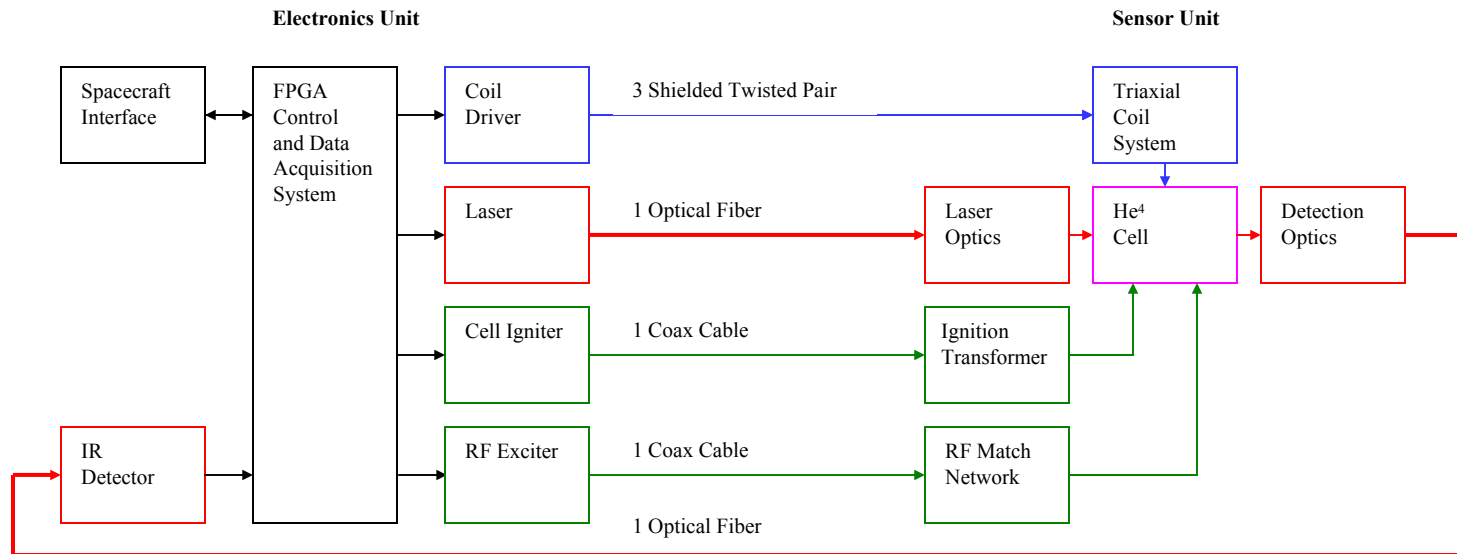 Electronics Unit
Sensor Unit
Spacecraft
Interface
FPGA
Control
and Data
Acquisition
System
Coil
Driver
3 Shielded Twisted Pair
Triaxial
Coil
System
Laser
1 Optical Fiber
Laser
Optics
He⁴
Cell
Detection
Optics
Cell Igniter
1 Coax Cable
Ignition
Transformer
IR
Detector
RF Exciter
1 Coax Cable
RF Match
Network
1 Optical Fiber